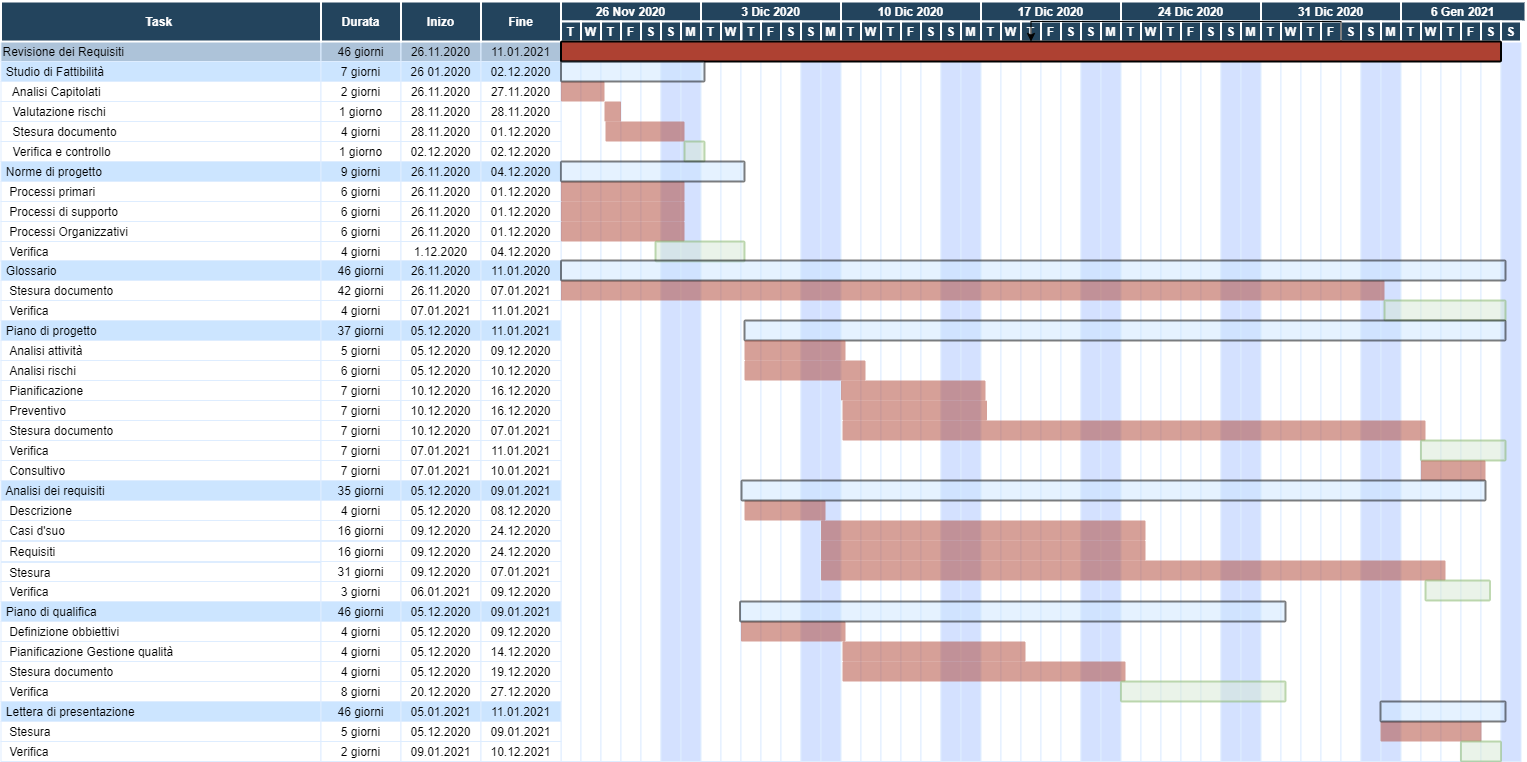 Task Durata Inizo Fine 26 Nov 2020 3 Dic 2020 10 Dic 2020 17 Dic 2020 24 Dic 2020 31 Dic 2020 6 Gen 2021
T W T F S S M T W T F S S M T W T F S S M T W T F S S M T W T F S S M T W T F S S M T W T F S S
Revisione dei Requisiti 46 giorni 26.11.2020 11.01.2021
Studio di Fattibilità 7 giorni 26 01.2020 02.12.2020
Analisi Capitolati 2 giorni 26.11.2020 27.11.2020
Valutazione rischi 1 giorno 28.11.2020 28.11.2020
Stesura documento 4 giorni 28.11.2020 01.12.2020
Verifica e controllo 1 giorno 02.12.2020 02.12.2020
Norme di progetto 9 giorni 26.11.2020 04.12.2020
Processi primari 6 giorni 26.11.2020 01.12.2020
Processi di supporto 6 giorni 26.11.2020 01.12.2020
Processi Organizzativi 6 giorni 26.11.2020 01.12.2020
Verifica 4 giorni 1.12.2020 04.12.2020
Glossario 46 giorni 26.11.2020 11.01.2020
Stesura documento 42 giorni 26.11.2020 07.01.2021
Verifica 4 giorni 07.01.2021 11.01.2021
Piano di progetto 37 giorni 05.12.2020 11.01.2021
Analisi attività 5 giorni 05.12.2020 09.12.2020
Analisi rischi 6 giorni 05.12.2020 10.12.2020
Pianificazione 7 giorni 10.12.2020 16.12.2020
Preventivo 7 giorni 10.12.2020 16.12.2020
Stesura documento 7 giorni 10.12.2020 07.01.2021
Verifica 7 giorni 07.01.2021 11.01.2021
Consultivo 7 giorni 07.01.2021 10.01.2021
Analisi dei requisiti 35 giorni 05.12.2020 09.01.2021
Descrizione 4 giorni 05.12.2020 08.12.2020
Casi d'suo 16 giorni 09.12.2020 24.12.2020
Requisiti 16 giorni 09.12.2020 24.12.2020
Stesura 31 giorni 09.12.2020 07.01.2021
Verifica 3 giorni 06.01.2021 09.12.2020
Piano di qualifica 46 giorni 05.12.2020 09.01.2021
Definizione obbiettivi 4 giorni 05.12.2020 09.12.2020
Pianificazione Gestione qualità 4 giorni 05.12.2020 14.12.2020
Stesura documento 4 giorni 05.12.2020 19.12.2020
Verifica 8 giorni 20.12.2020 27.12.2020
Lettera di presentazione 46 giorni 05.01.2021 11.01.2021
Stesura 5 giorni 05.12.2020 09.01.2021
Verifica 2 giorni 09.01.2021 10.12.2020